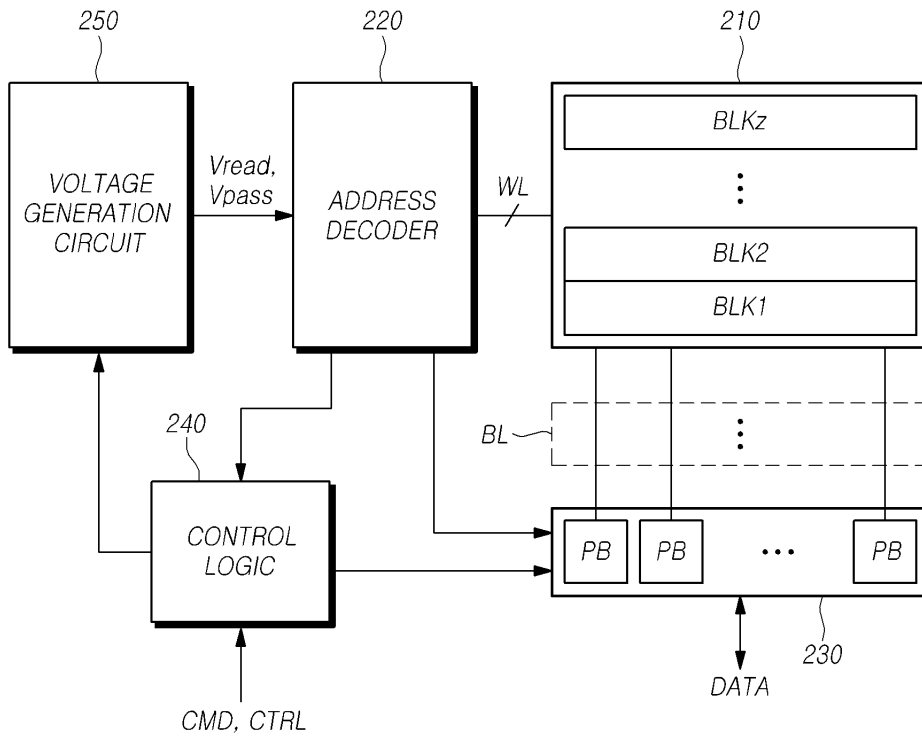 250
220
210
VOLTAGE
GENERATION
CIRCUIT
Vread,
Vpass
ADDRESS
DECODER
WL
BLKz
BLK2
BLK1
BL
240
CONTROL
LOGIC
PB
PB
PB
230
DATA
CMD, CTRL